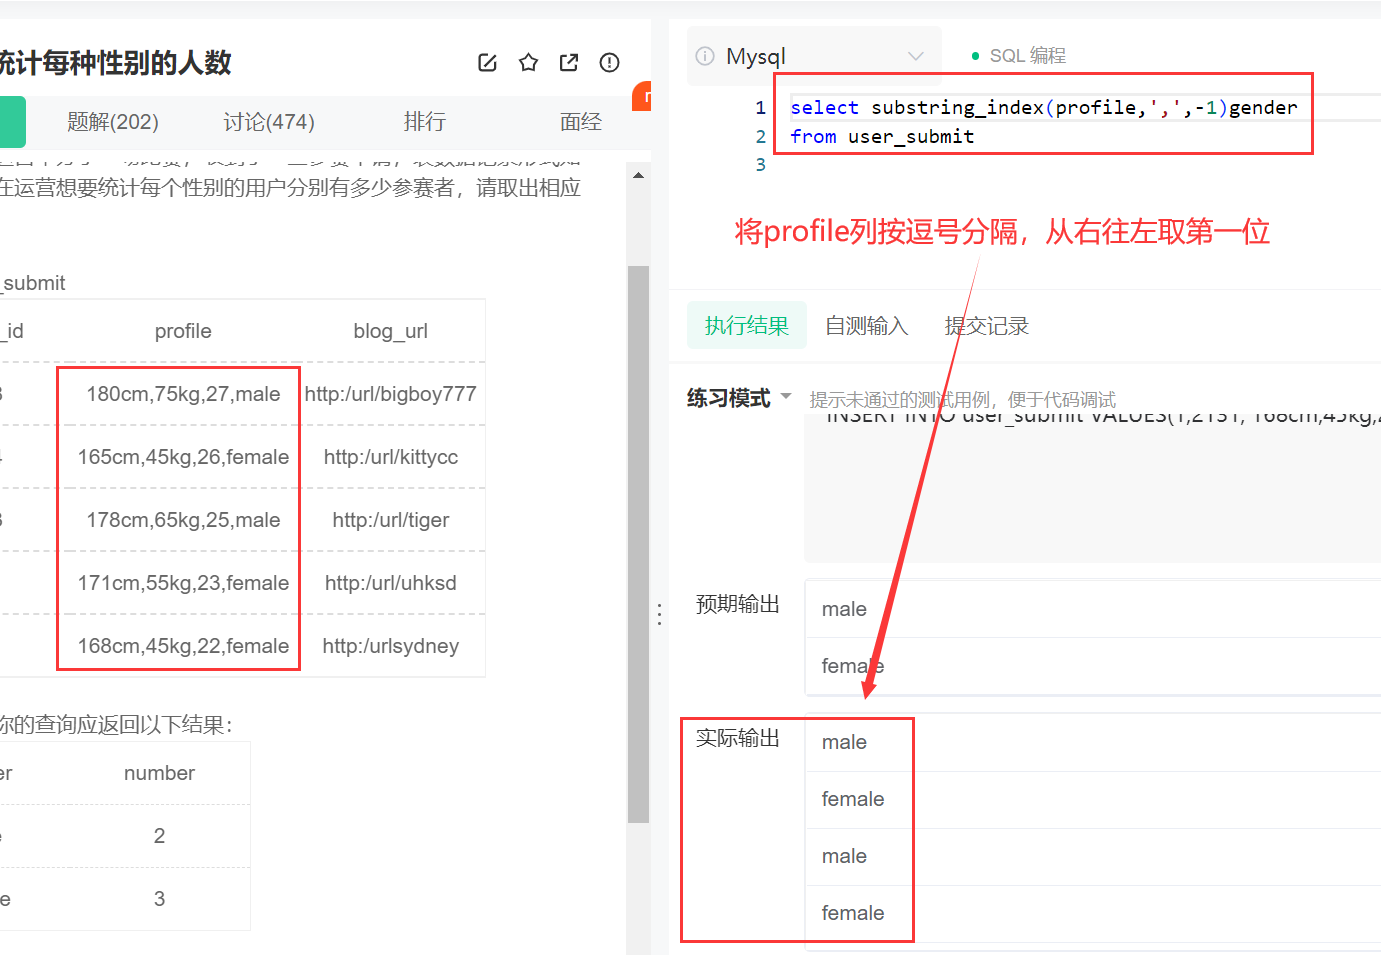 统计每种性别的人数
题解(202) 讨论(474) 排行 面经
在运营想要统计每个性别的用户分别有多少参赛者，请取出相应
_submit
_id profile blog_url
180cm,75kg,27,male http:/url/bigboy777
165cm,45kg,26,female http:/url/kittycc
178cm,65kg,25,male http:/url/tiger
171cm,55kg,23,female http:/url/uhksd
168cm,45kg,22,female http:/urlsydney
你的查询应返回以下结果：
er number
e 2
e 3
Mysql SQL 编程
1 select substring_index(profile,',',-1)gender
2 from user_submit
3
将profile列按逗号分隔，从右往左取第一位
执行结果 自测输入 提交记录
练习模式 提示未通过的测试用例，便于代码调试
INSERT INTO user_submit VALUES(1,2131,'168cm,45kg,2
预期输出 male
female
实际输出 male
female
male
female